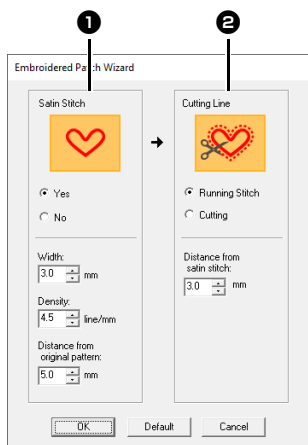 1 2
Embroidered Patch Wizard
Satin Stitch
Yes
No
Width:
3.0 mm
Density:
4.5 line/mm
Distance from
original pattern:
5.0 mm
Cutting Line
Running Stitch
Cutting
Distance from
satin stitch:
3.0 mm
OK Default Cancel